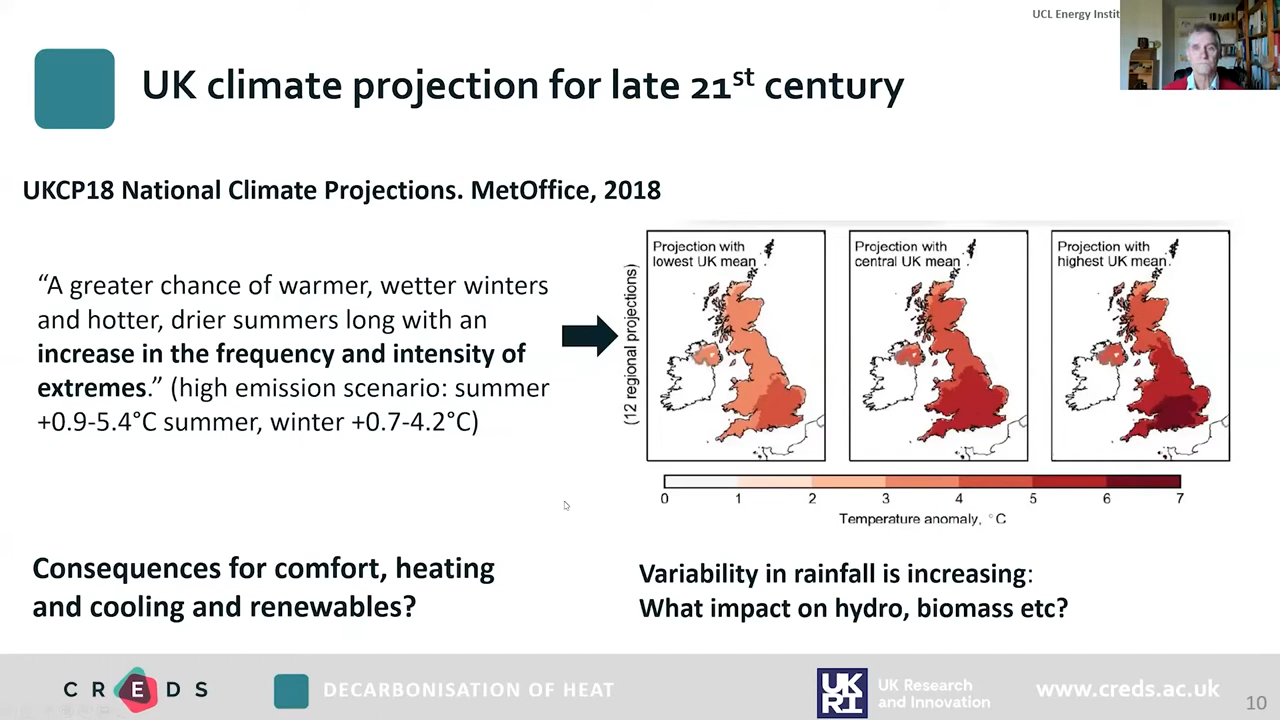 UCL Energy Instit
UK climate projection for late 21st century
UKCP18 National Climate Projections. MetOffice, 2018
“A greater chance of warmer, wetter winters
and hotter, drier summers long with an
increase in the frequency and intensity of
extremes.” (high emission scenario: summer
+0.9-5.4°C summer, winter +0.7-4.2°C)
(12 regional projections)
Projection with
lowest UK mean
Projection with
central UK mean
Projection with
highest UK mean
0 1 2 3 4 5 6 7
Temperature anomaly, °C
Consequences for comfort, heating
and cooling and renewables?
Variability in rainfall is increasing:
What impact on hydro, biomass etc?
CREDS
DECARBONISATION OF HEAT
UKRI
UK Research
and Innovation
www.creds.ac.uk
10